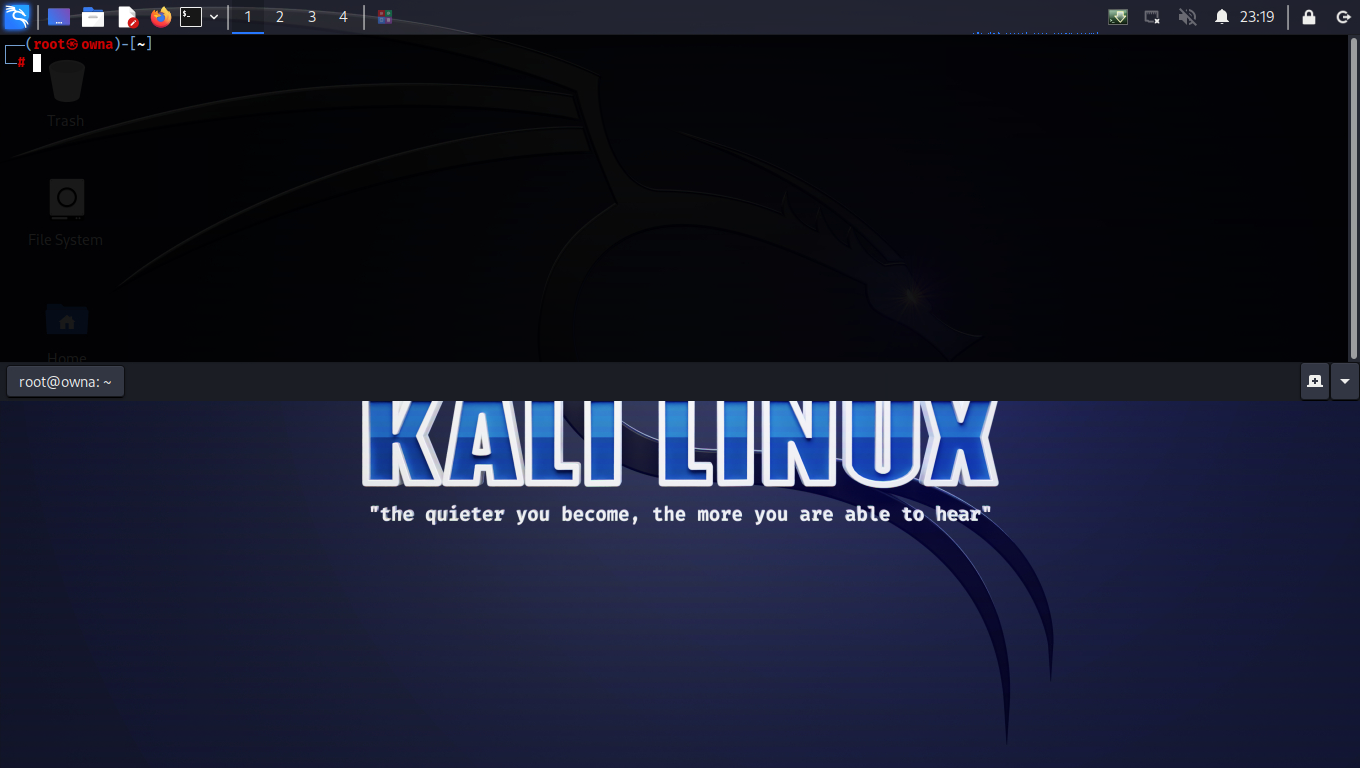 1 2 3 4 23:19
┌──(root㉿owna)-[~]
└─#
Trash
File System
Home
root@owna: ~
KALI LINUX
"the quieter you become, the more you are able to hear"